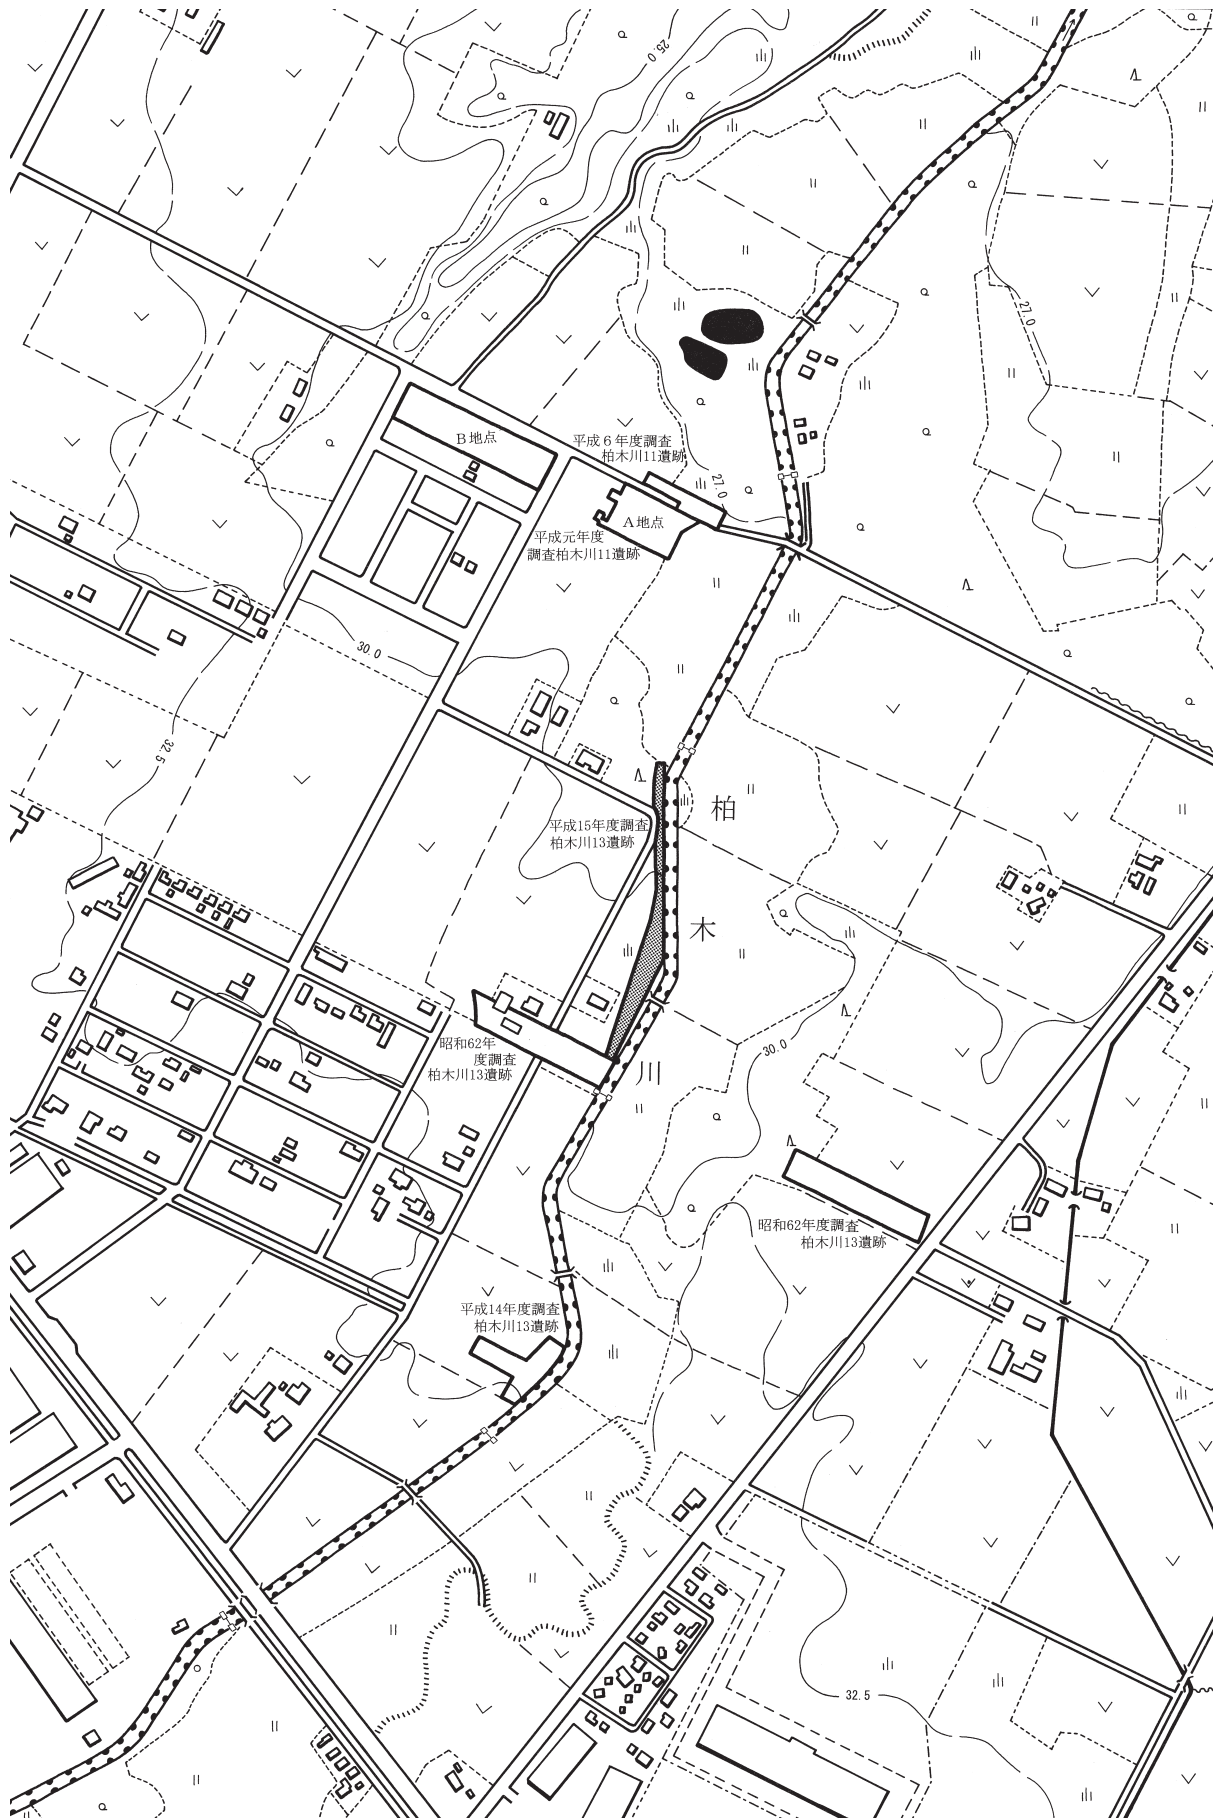 25.0
27.0
B地点
平成６年度調査
柏木川11遺跡
27.0
A地点
平成元年度
調査柏木川11遺跡
30.0
32.5
柏
木
川
平成15年度調査
柏木川13遺跡
昭和62年
度調査
柏木川13遺跡
30.0
昭和62年度調査
柏木川13遺跡
平成14年度調査
柏木川13遺跡
32.5